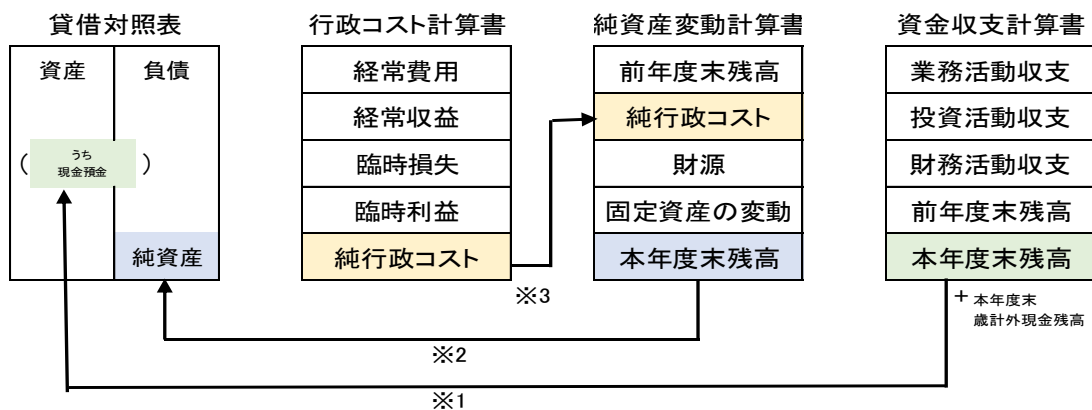 貸借対照表
資産
負債
(
うち
現金預金
)
純資産
行政コスト計算書
経常費用
経常収益
臨時損失
臨時利益
純行政コスト
純資産変動計算書
前年度末残高
純行政コスト
財源
固定資産の変動
本年度末残高
資金収支計算書
業務活動収支
投資活動収支
財務活動収支
前年度末残高
本年度末残高
+ 本年度末
歳計外現金残高
※3
※2
※1